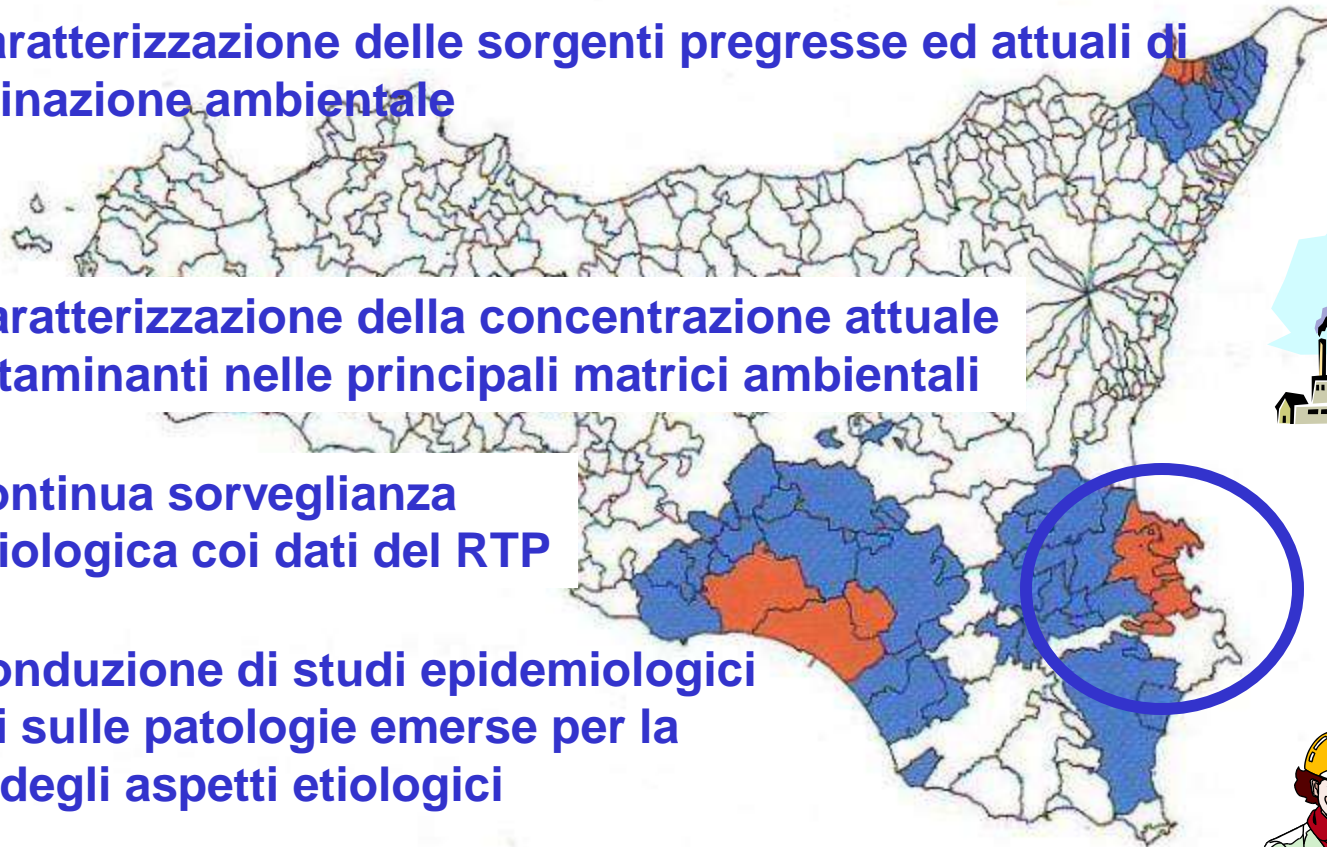 aratterizzazione delle sorgenti pregresse ed attuali di
inazione ambientale
aratterizzazione della concentrazione attuale
taminanti nelle principali matrici ambientali
ontinua sorveglianza
iologica coi dati del RTP
onduzione di studi epidemiologici
i sulle patologie emerse per la
degli aspetti etiologici